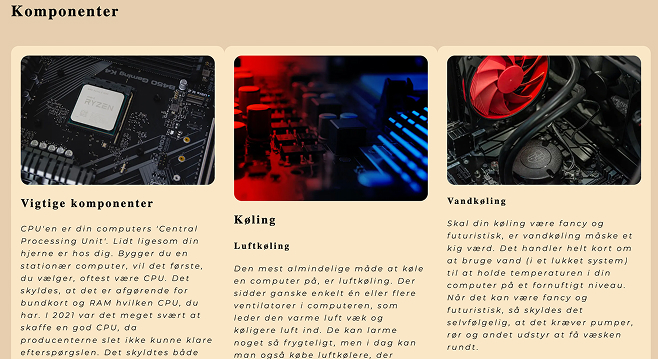 Komponenter
B450 Gaming K4
RYZEN
Vigtige komponenter
CPU'en er din computers 'Central
Processing Unit'. Lidt ligesom din
hjerne er hos dig. Bygger du en
stationær computer, vil det første,
du vælger, oftest være CPU. Det
skyldes, at det er afgørende for
bundkort og RAM hvilken CPU, du
har. I 2021 var det meget svært at
skaffe en god CPU, da
producenterne slet ikke kunne klare
efterspørgslen. Det skyldtes både
Køling
Luftkøling
Den mest almindelige måde at køle
en computer på, er luftkøling. Der
sidder ganske enkelt én eller flere
ventilatorer i computeren, som
leder den varme luft væk og
køligere luft ind. De kan larme
noget så frygteligt, men i dag kan
man også købe luftkølere, der
Vandkøling
Skal din køling være fancy og
futuristisk, er vandkøling måske et
kig værd. Det handler helt kort om
at bruge vand (i et lukket system)
til at holde temperaturen i din
computer på et fornuftigt niveau.
Når det kan være fancy og
futuristisk, så skyldes det
selvfølgelig, at det kræver pumper,
rør og andet udstyr at få væsken
rundt.